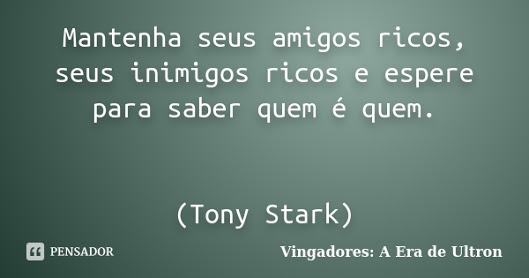 Mantenha seus amigos ricos,
seus inimigos ricos e espere
para saber quem é quem.
(Tony Stark)
PENSADOR
Vingadores: A Era de Ultron